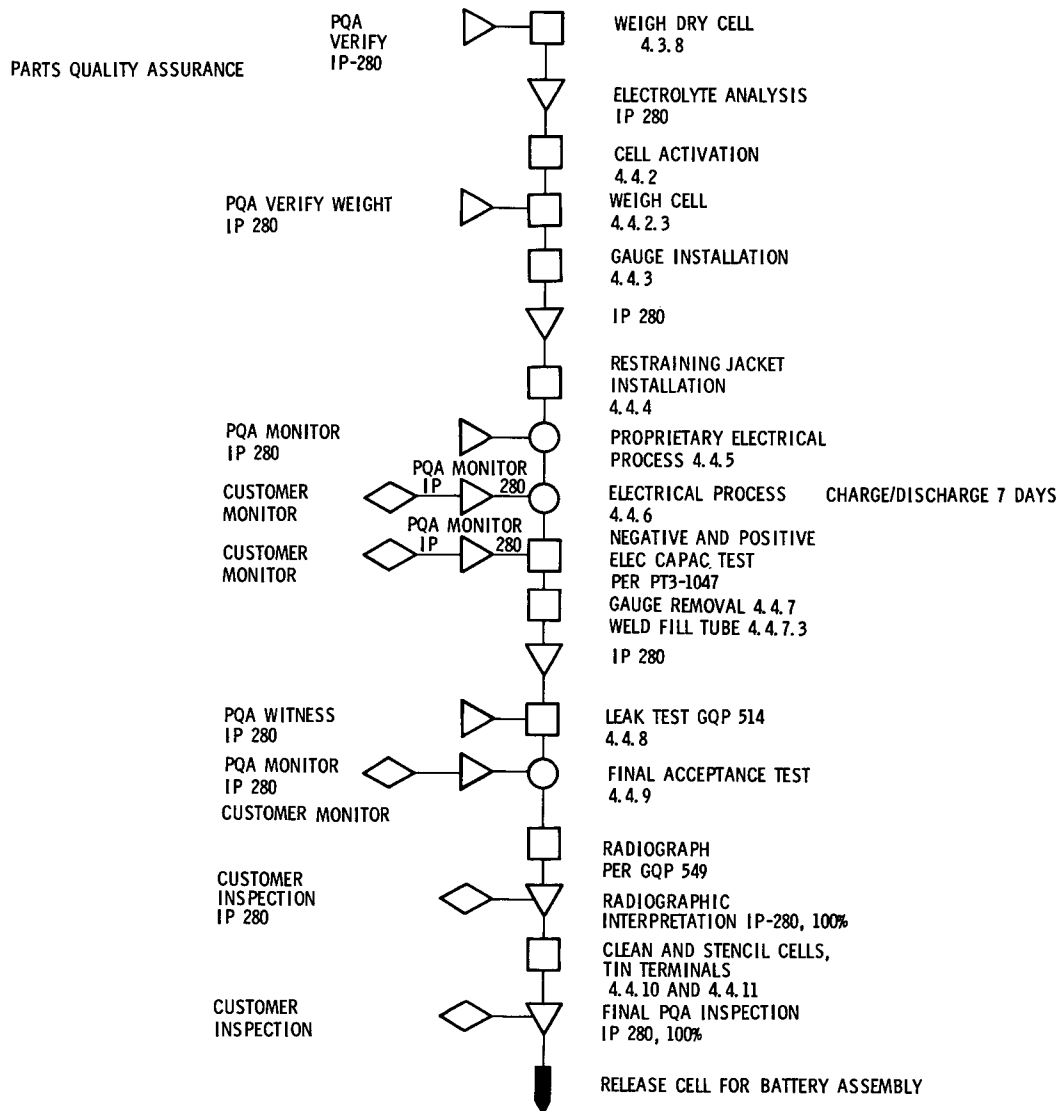 PQA
VERIFY
IP-280
WEIGH DRY CELL
4.3.8
PARTS QUALITY ASSURANCE
ELECTROLYTE ANALYSIS
IP 280
CELL ACTIVATION
4.4.2
PQA VERIFY WEIGHT
IP 280
WEIGH CELL
4.4.2.3
GAUGE INSTALLATION
4.4.3
IP 280
RESTRAINING JACKET
INSTALLATION
4.4.4
PQA MONITOR
IP 280
PROPRIETARY ELECTRICAL
PROCESS 4.4.5
CUSTOMER
MONITOR
PQA MONITOR
IP 280
ELECTRICAL PROCESS
4.4.6
CHARGE/DISCHARGE 7 DAYS
CUSTOMER
MONITOR
PQA MONITOR
IP 280
NEGATIVE AND POSITIVE
ELEC CAPAC. TEST
PER PT3-1047
GAUGE REMOVAL 4.4.7
WELD FILL TUBE 4.4.7.3
IP 280
PQA WITNESS
IP 280
LEAK TEST GQP 514
4.4.8
PQA MONITOR
IP 280
CUSTOMER MONITOR
FINAL ACCEPTANCE TEST
4.4.9
RADIOGRAPH
PER GQP 549
CUSTOMER
INSPECTION
IP 280
RADIOGRAPHIC
INTERPRETATION IP-280, 100%
CLEAN AND STENCIL CELLS,
TIN TERMINALS
4.4.10 AND 4.4.11
CUSTOMER
INSPECTION
FINAL PQA INSPECTION
IP 280, 100%
RELEASE CELL FOR BATTERY ASSEMBLY